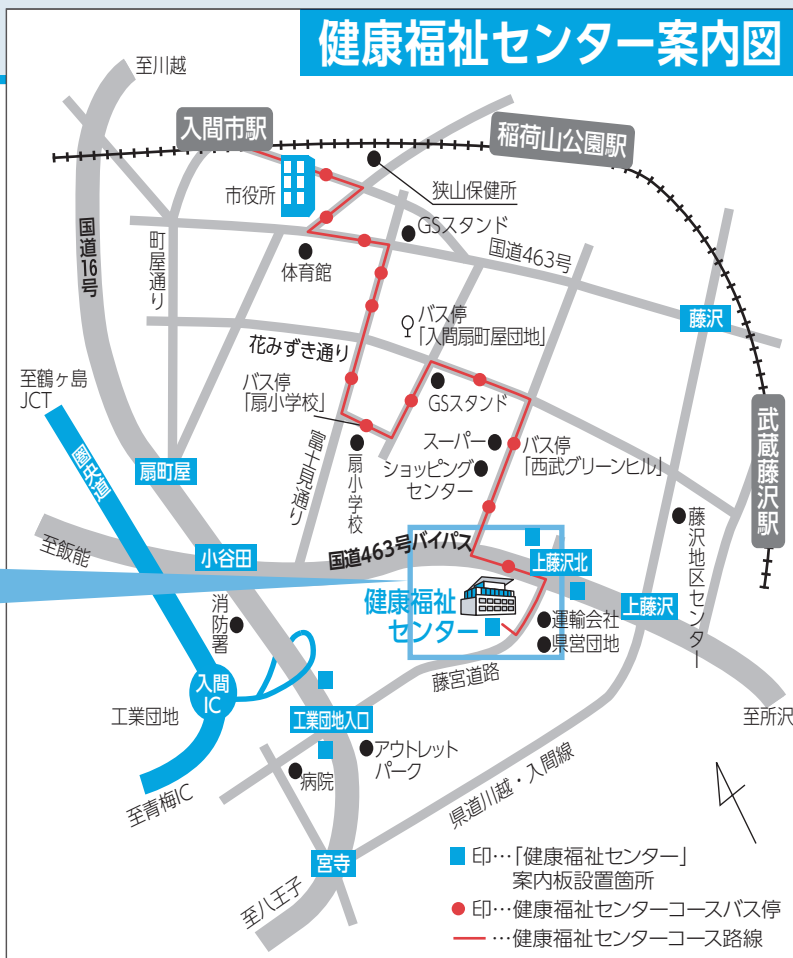 健康福祉センター案内図
至川越
入間市駅
稲荷山公園駅
狭山保健所
市役所
GSスタンド
国道16号
町屋通り
体育館
国道463号
バス停
「入間扇町屋団地」
藤沢
花みずき通り
至鶴ヶ島
JCT
バス停
「扇小学校」
GSスタンド
武蔵藤沢駅
スーパー
バス停
「西武グリーンヒル」
ショッピング
センター
富士見通り
扇小学校
扇町屋
圏央道
藤沢地区センター
至飯能
小谷田
国道463号バイパス
上藤沢北
健康福祉
センター
上藤沢
消防署
運輸会社
県営団地
藤宮道路
入間
IC
工業団地
工業団地入口
至所沢
アウトレット
パーク
病院
至青梅IC
県道川越・入間線
宮寺
至八王子
印…「健康福祉センター」
案内板設置箇所
印…健康福祉センターコースバス停
…健康福祉センターコース路線